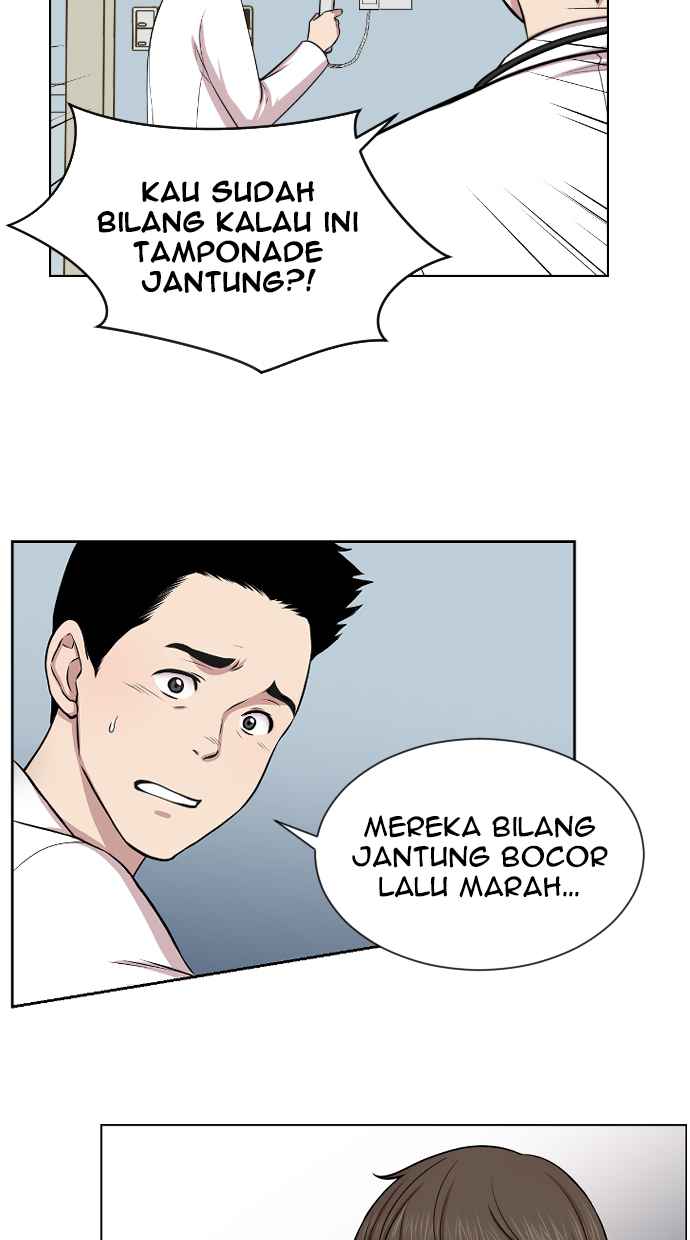 KAU SUDAH
BILANG KALAU INI
TAMPONADE
JANTUNG?!
MEREKA BILANG
JANTUNG BOCOR
LALU MARAH...